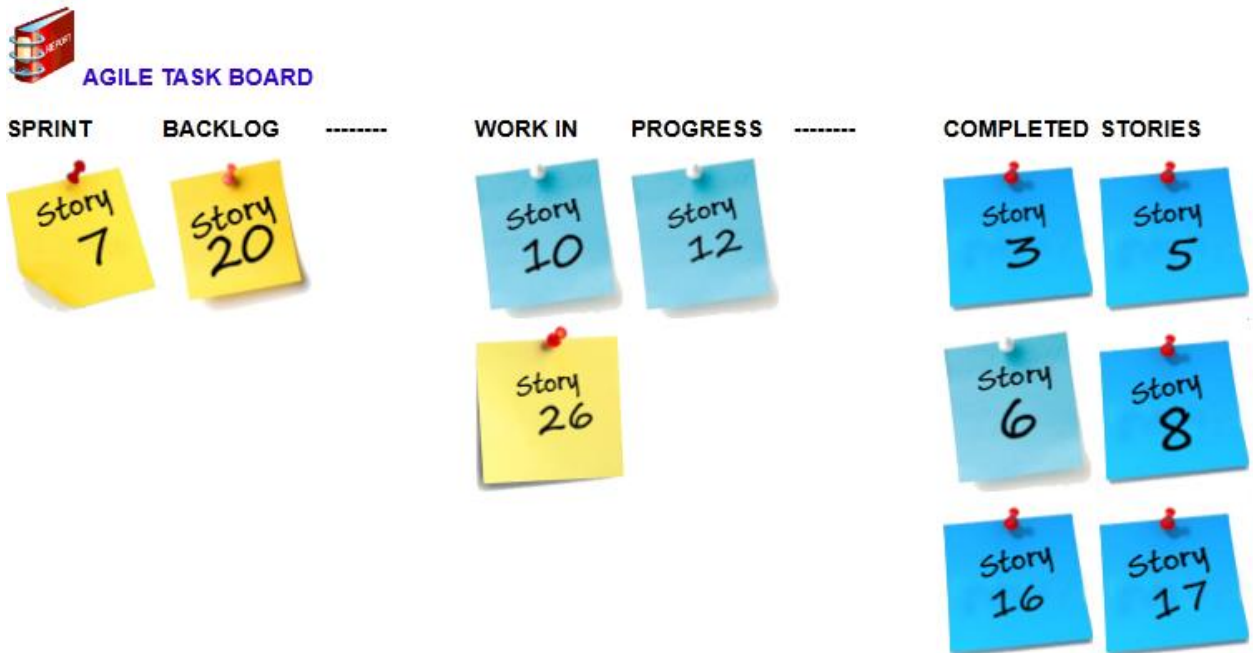 REPORT
AGILE TASK BOARD
SPRINT BACKLOG -------- WORK IN PROGRESS -------- COMPLETED STORIES
Story
7
Story
20
Story
10
Story
12
Story
3
Story
5
Story
26
Story
6
Story
8
Story
16
Story
17